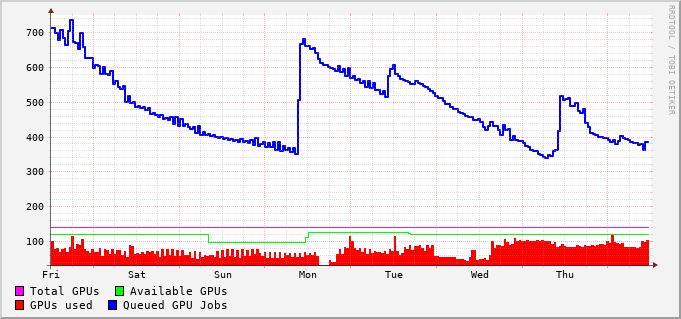 700
600
500
400
300
200
100
Fri Sat Sun Mon Tue Wed Thu
Total GPUs Available GPUs
GPUs used Queued GPU Jobs
RRDTOOL / TOBI OETIKER